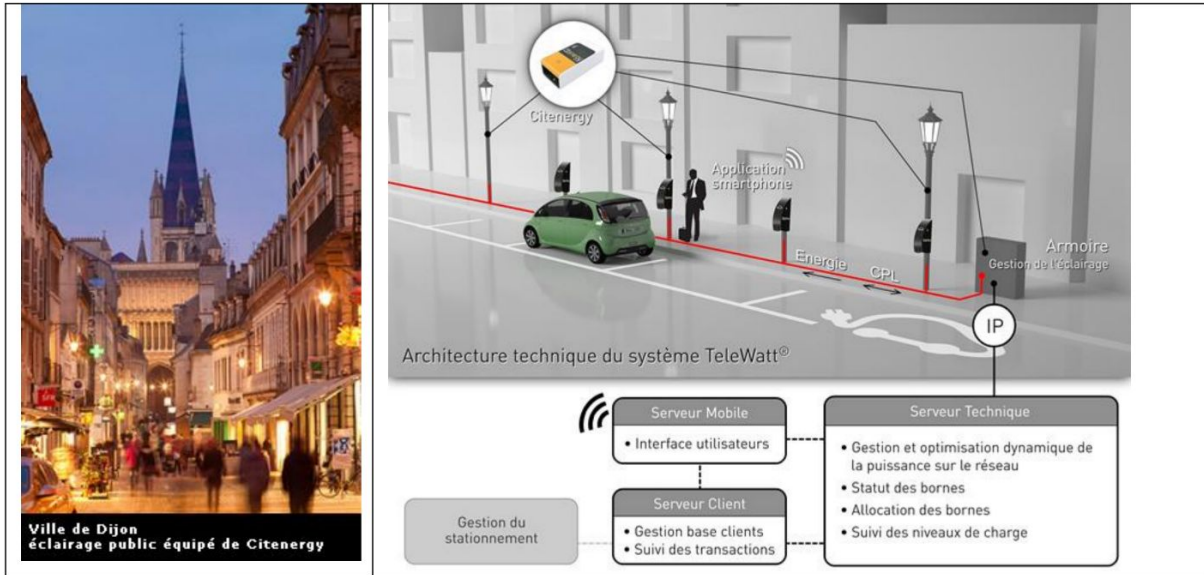 SFR
Ville de Dijon
éclairage public équipé de Citenergy
Citenergy
Application
smartphone
Energie
CPL
Armoire
Gestion de l'éclairage
IP
Architecture technique du système TeleWatt®
Serveur Mobile
• Interface utilisateurs
Serveur Technique
• Gestion et optimisation dynamique de
la puissance sur le réseau
• Statut des bornes
• Allocation des bornes
• Suivi des niveaux de charge
Gestion du
stationnement
Serveur Client
• Gestion base clients
• Suivi des transactions